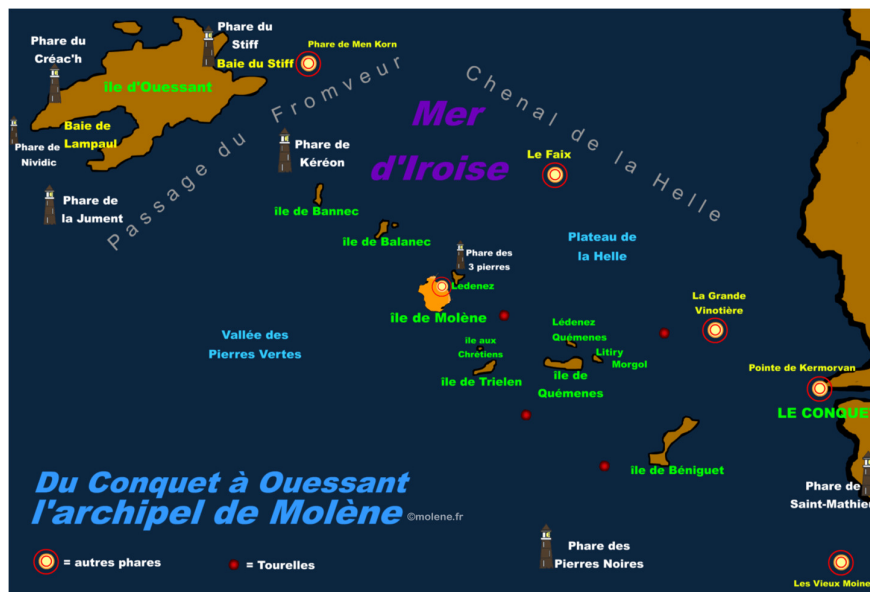 Phare du
Créac'h
Phare du
Stiff
Baie du Stiff
Phare de Men Korn
île d'Ouessant
Baie de
Lampaul
Phare de
Nividic
Phare de
la Jument
Passage du Fromveur
Chenal de la Helle
Mer
d'Iroise
Phare de
Kéréon
Le Faix
île de Bannec
île de Balanec
Plateau de
la Helle
Phare des
3 pierres
Ledenez
île de Molène
La Grande
Vinotière
Vallée des
Pierres Vertes
île aux
Chrétiens
île de Trielen
Lédenez
Quémenes
Litiry
Morgol
île de
Quémenes
Pointe de Kermorvan
LE CONQUET
île de Béniguet
Phare de
Saint-Mathieu
Du Conquet à Ouessant
l'archipel de Molène
©molene.fr
Phare des
Pierres Noires
= autres phares
= Tourelles
Les Vieux Moine